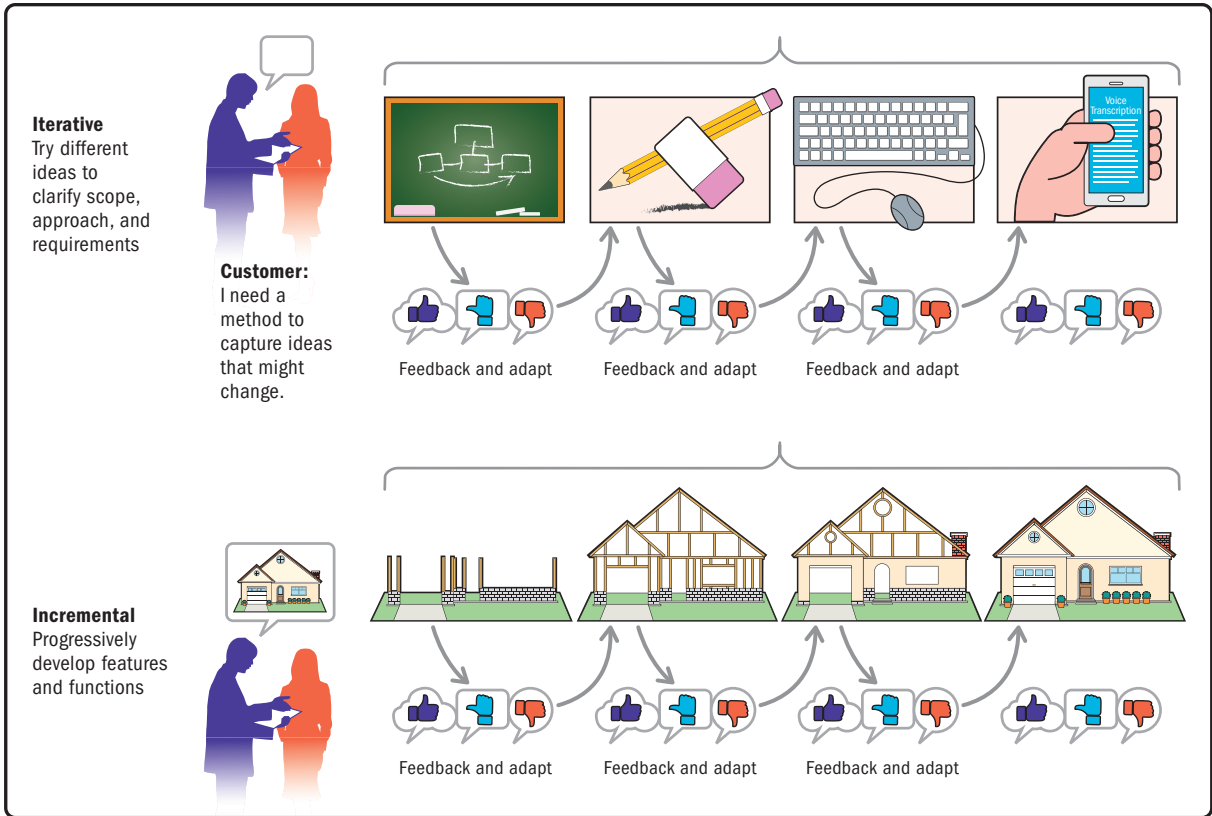 Iterative
Try different
ideas to
clarify scope,
approach, and
requirements
Customer:
I need a
method to
capture ideas
that might
change.
Voice
Transcription
Feedback and adapt
Feedback and adapt
Feedback and adapt
Incremental
Progressively
develop features
and functions
Feedback and adapt
Feedback and adapt
Feedback and adapt